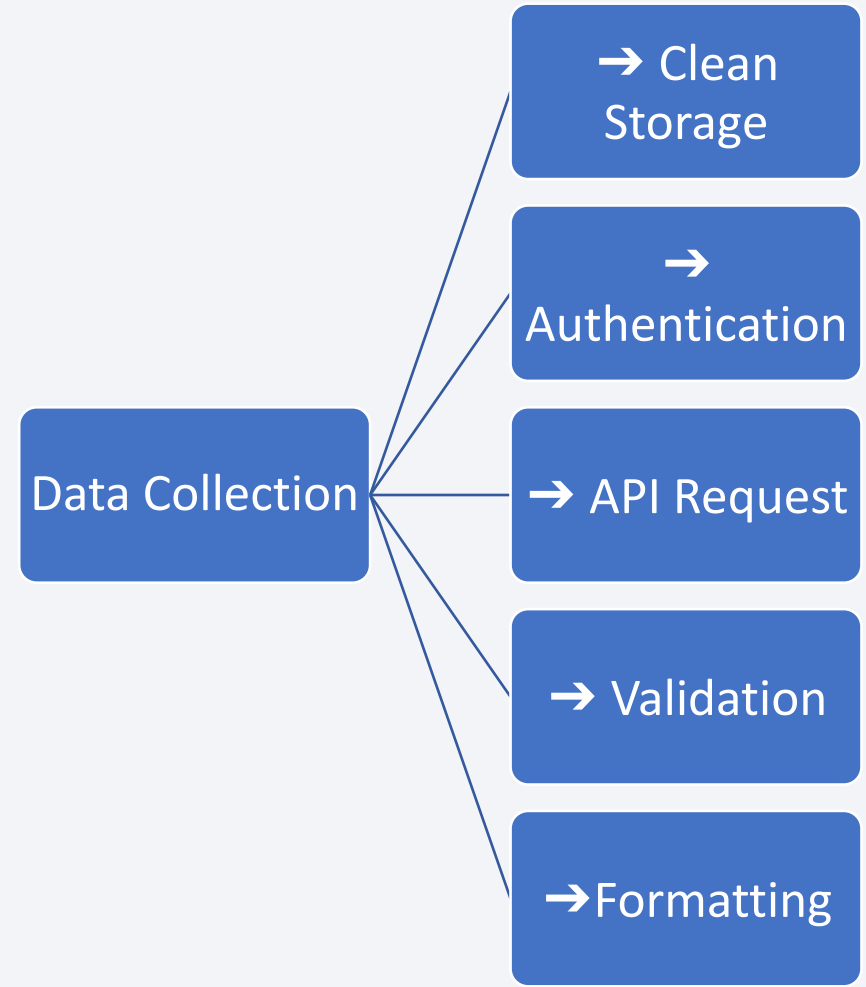 Data Collection
➔ Clean
Storage
➔
Authentication
➔ API Request
➔ Validation
➔Formatting